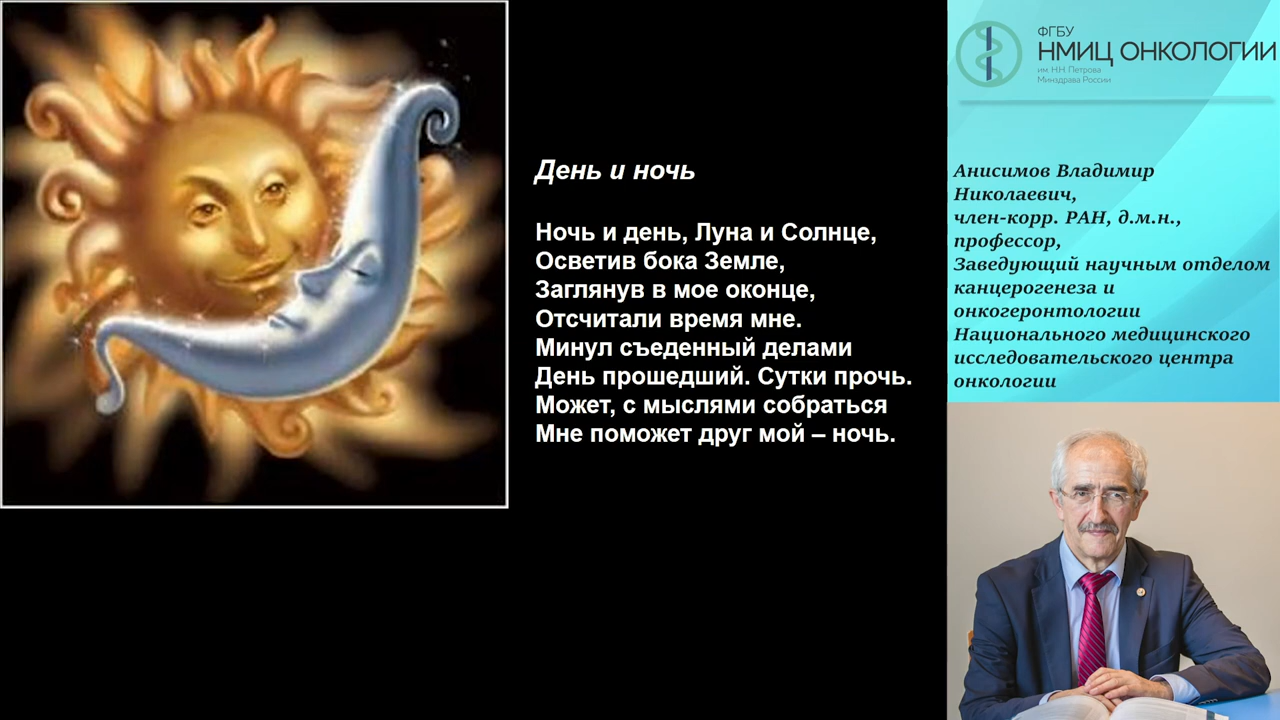 День и ночь
Ночь и день, Луна и Солнце,
Осветив бока Земле,
Заглянув в мое оконце,
Отсчитали время мне.
Минул съеденный делами
День прошедший. Сутки прочь.
Может, с мыслями собраться
Мне поможет друг мой – ночь.
ФГБУ
НМИЦ ОНКОЛОГИИ
им. Н.Н. Петрова
Минздрава России
Анисимов Владимир
Николаевич,
член-корр. РАН, д.м.н.,
профессор,
Заведующий научным отделом
канцерогенеза и
онкогеронтологии
Национального медицинского
исследовательского центра
онкологии